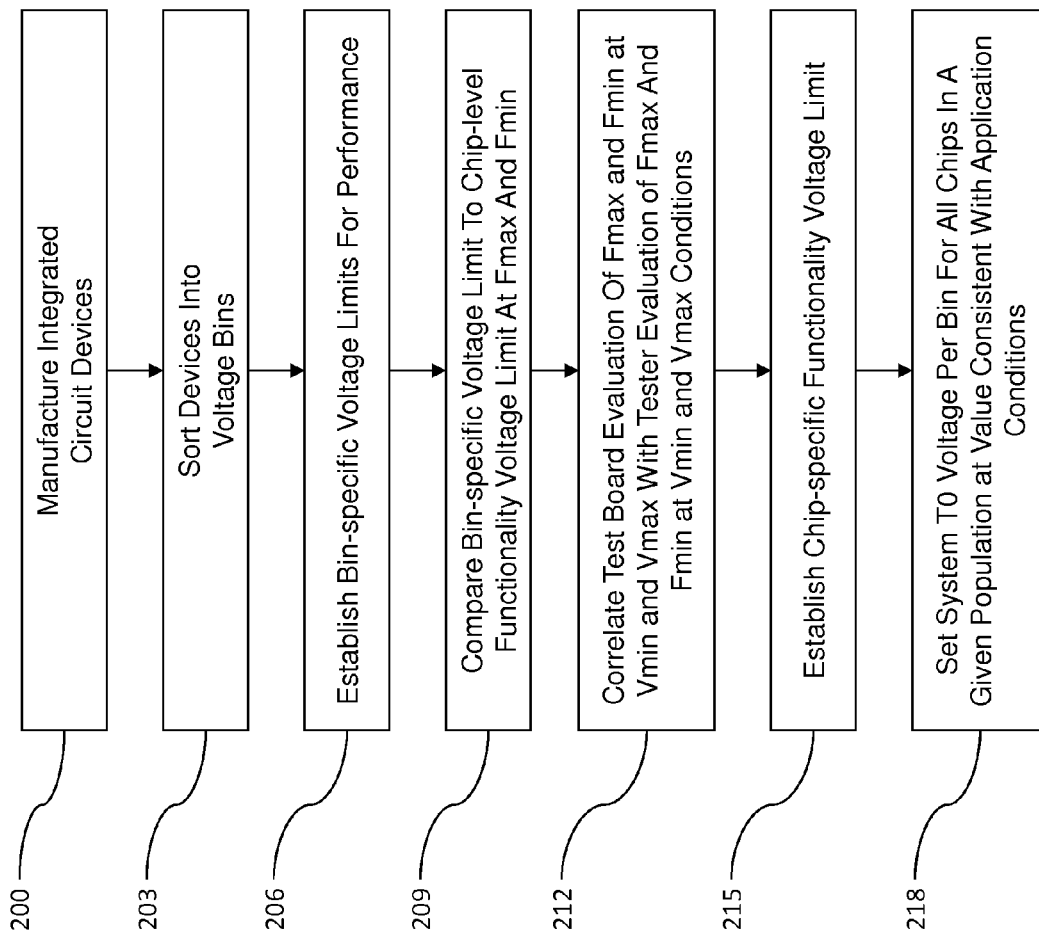 200
Manufacture Integrated
Circuit Devices
203
Sort Devices Into
Voltage Bins
206
Establish Bin-specific Voltage Limits For Performance
209
Compare Bin-specific Voltage Limit To Chip-level
Functionality Voltage Limit At Fmax And Fmin
212
Correlate Test Board Evaluation Of Fmax and Fmin at
Vmin and Vmax With Tester Evaluation of Fmax And
Fmin at Vmin and Vmax Conditions
215
Establish Chip-specific Functionality Voltage Limit
218
Set System T0 Voltage Per Bin For All Chips In A
Given Population at Value Consistent With Application
Conditions